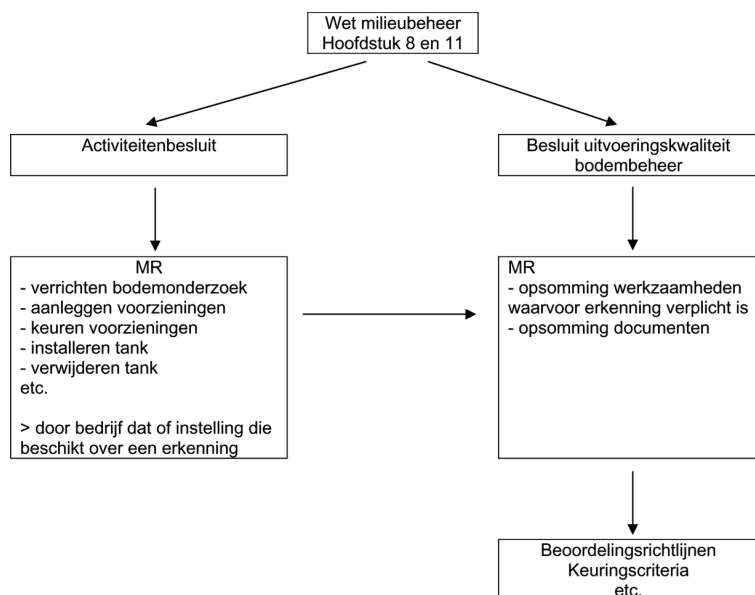 Wet milieubeheer
Hoofdstuk 8 en 11
Activiteitenbesluit
Besluit uitvoeringskwaliteit
bodembeheer
MR
- verrichten bodemonderzoek
- aanleggen voorzieningen
- keuren voorzieningen
- installeren tank
- verwijderen tank
etc.
> door bedrijf dat of instelling die
beschikt over een erkenning
MR
- opsomming werkzaamheden
waarvoor erkenning verplicht is
- opsomming documenten
Beoordelingsrichtlijnen
Keuringscriteria
etc.